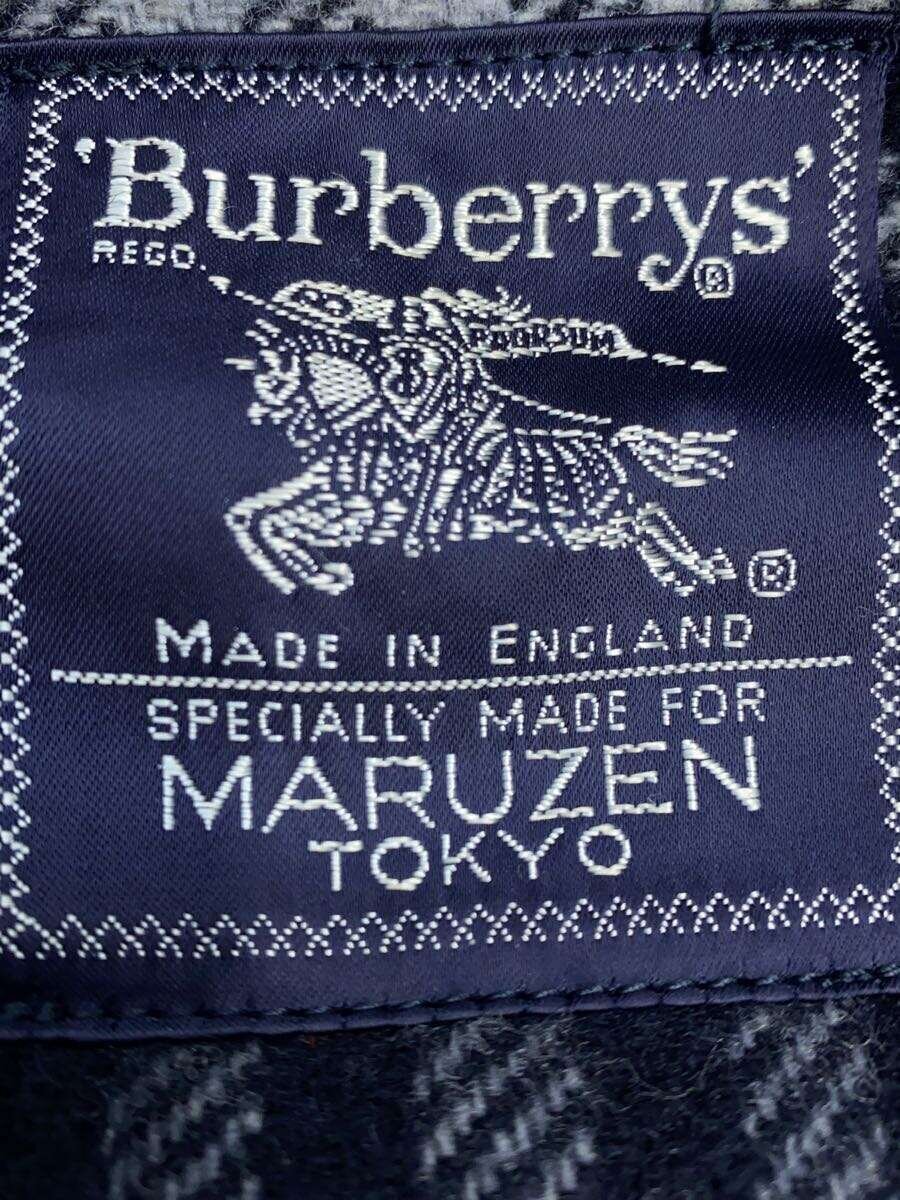 'Burberrys'
REGD. ®
PRORSUM
®
MADE IN ENGLAND
SPECIALLY MADE FOR
MARUZEN
TOKYO